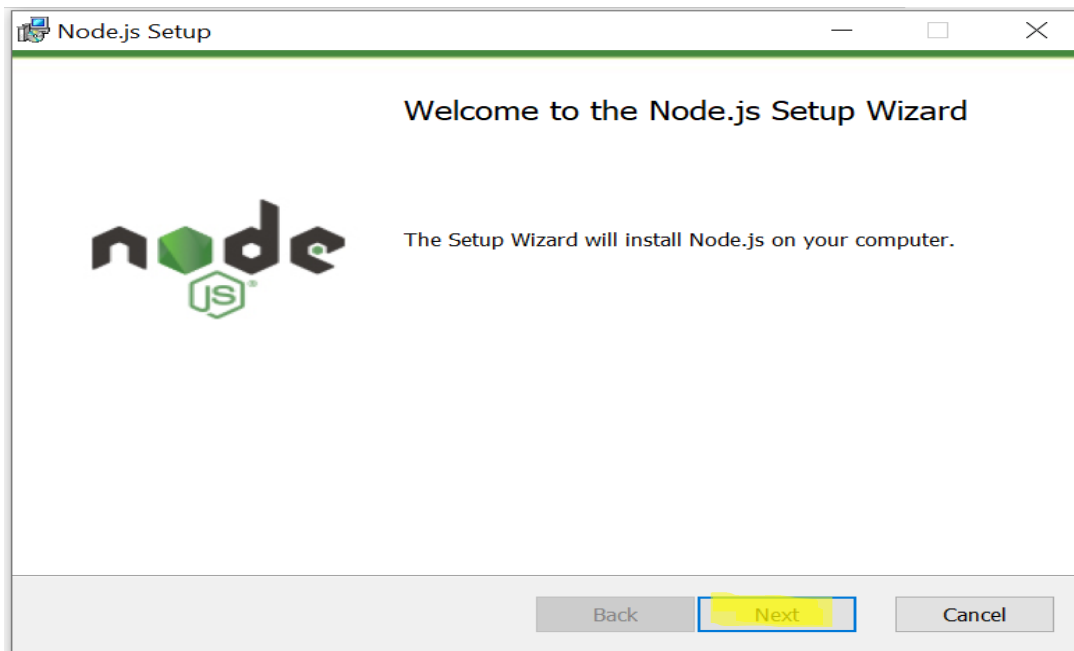 Node.js Setup
Welcome to the Node.js Setup Wizard
node
JS®
The Setup Wizard will install Node.js on your computer.
Back Next Cancel